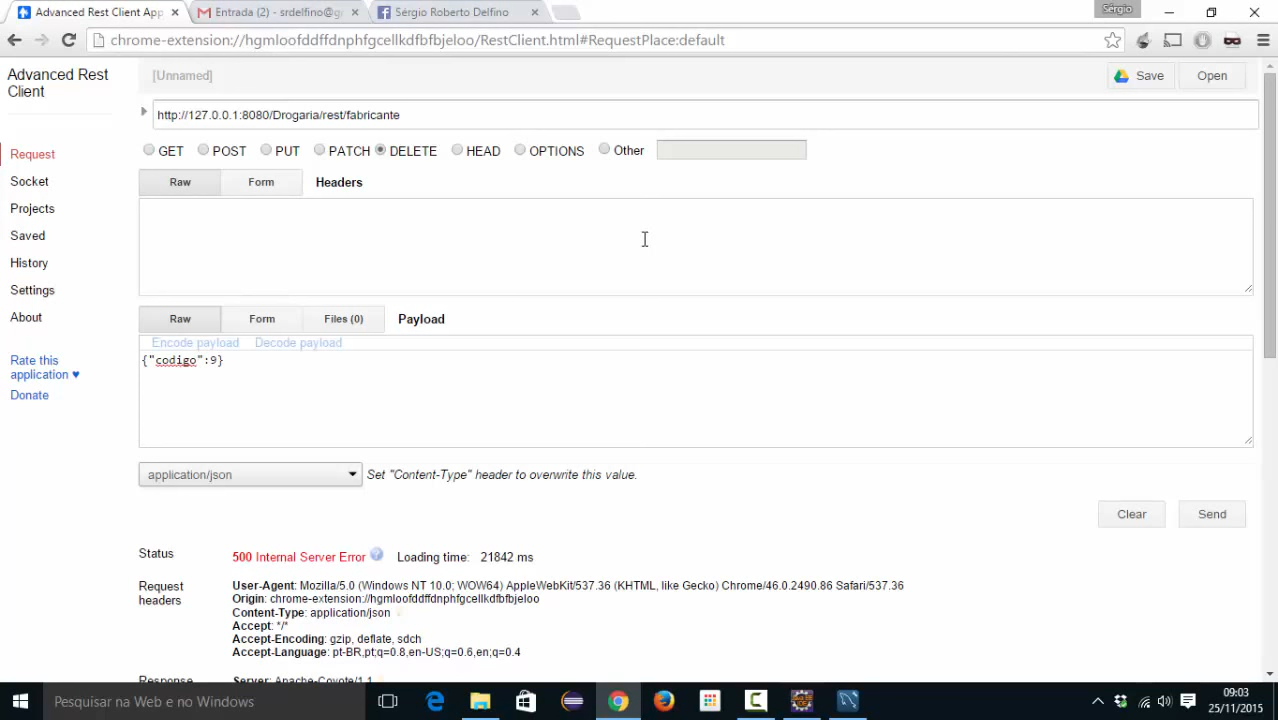 Advanced Rest Client App
Entrada (2) - srdelfino@g
Sérgio Roberto Delfino
Sérgio
chrome-extension://hgmloofddffdnphfgcellkdfbfbjeloo/RestClient.html#RequestPlace:default
Advanced Rest
Client
[Unnamed]
Save
Open
http://127.0.0.1:8080/Drogaria/rest/fabricante
GET POST PUT PATCH DELETE HEAD OPTIONS Other
Request
Socket
Projects
Saved
History
Settings
About
Rate this
application ♥
Donate
Raw Form Headers
Raw Form Files (0) Payload
Encode payload Decode payload
{"codigo":9}
application/json Set "Content-Type" header to overwrite this value.
Clear Send
Status 500 Internal Server Error Loading time: 21842 ms
Request
headers
User-Agent: Mozilla/5.0 (Windows NT 10.0; WOW64) AppleWebKit/537.36 (KHTML, like Gecko) Chrome/46.0.2490.86 Safari/537.36
Origin: chrome-extension://hgmloofddffdnphfgcellkdfbfbjeloo
Content-Type: application/json
Accept: */*
Accept-Encoding: gzip, deflate, sdch
Accept-Language: pt-BR,pt;q=0.8,en-US;q=0.6,en;q=0.4
Response Server: Apache-Coyote/1.1
Pesquisar na Web e no Windows
09:03
25/11/2015